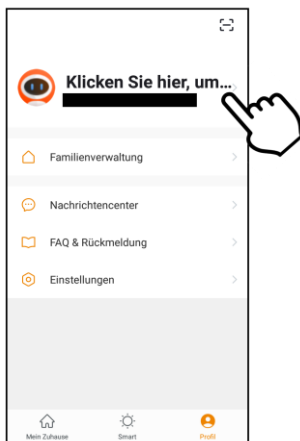 Klicken Sie hier, um...
Familienverwaltung
Nachrichtencenter
FAQ & Rückmeldung
Einstellungen
Mein Zuhause
Smart
Profil